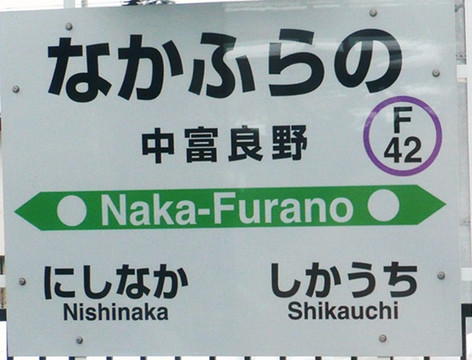 なかふらの
中富良野
F
42
Naka-Furano
にしなか しかうち
Nishinaka Shikauchi